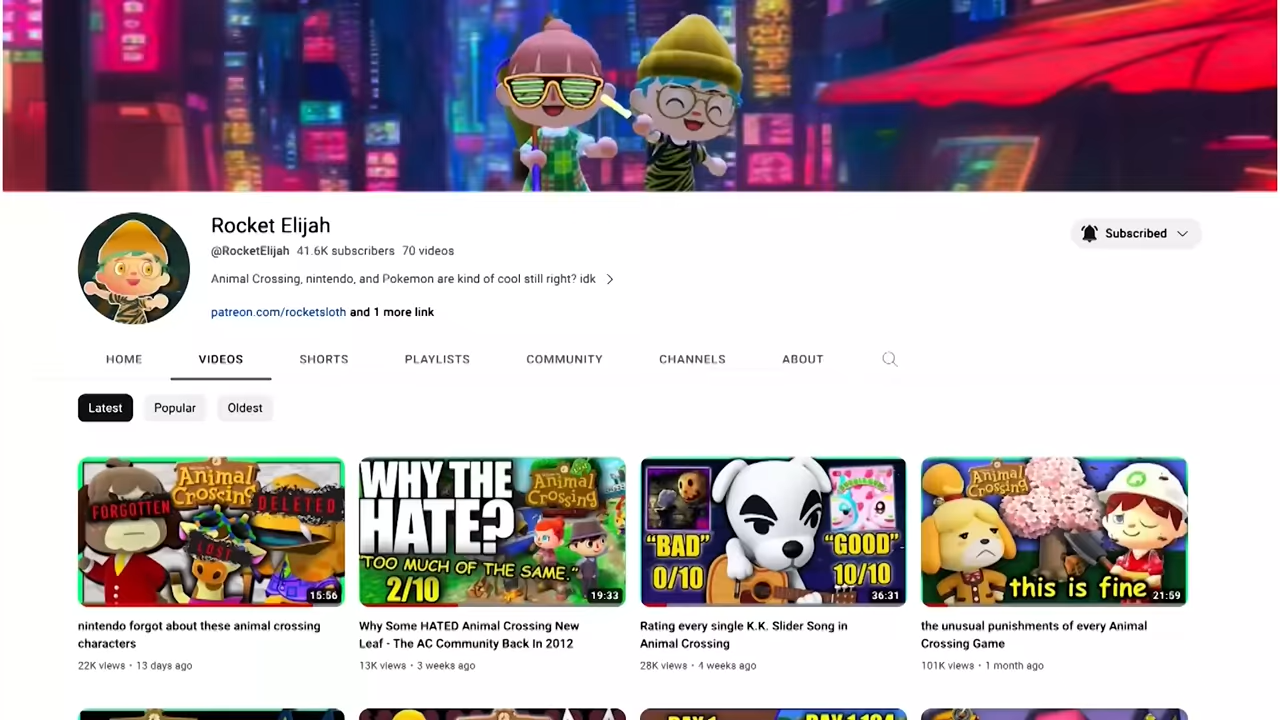 Rocket Elijah
@RocketElijah 41.6K subscribers 70 videos
Animal Crossing, nintendo, and Pokemon are kind of cool still right? idk
patreon.com/rocketsloth and 1 more link
Subscribed
HOME VIDEOS SHORTS PLAYLISTS COMMUNITY CHANNELS ABOUT
Latest Popular Oldest
Animal
Crossing
FORGOTTEN
DELETED
LOST
15:56
WHY THE
HATE?
Animal
Crossing
"TOO MUCH OF THE SAME."
2/10
19:33
"BAD"
0/10
"GOOD"
10/10
36:31
Animal
Crossing
this is fine
21:59
nintendo forgot about these animal crossing
characters
22K views • 13 days ago
Why Some HATED Animal Crossing New
Leaf - The AC Community Back In 2012
13K views • 3 weeks ago
Rating every single K.K. Slider Song in
Animal Crossing
28K views • 4 weeks ago
the unusual punishments of every Animal
Crossing Game
101K views • 1 month ago